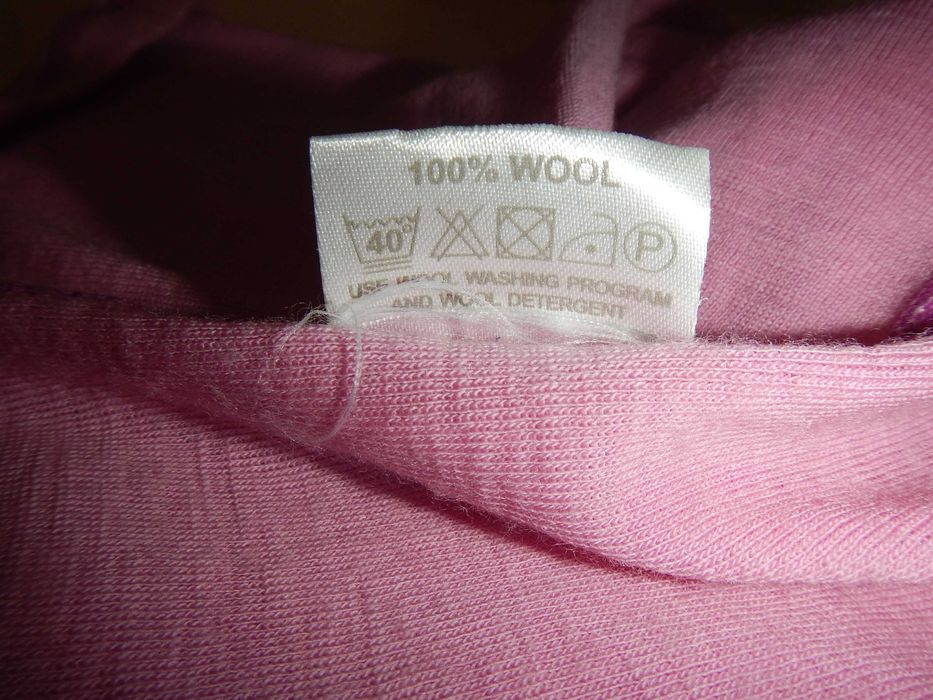 100% WOOL
40° P
USE WOOL WASHING PROGRAM
AND WOOL DETERGENT